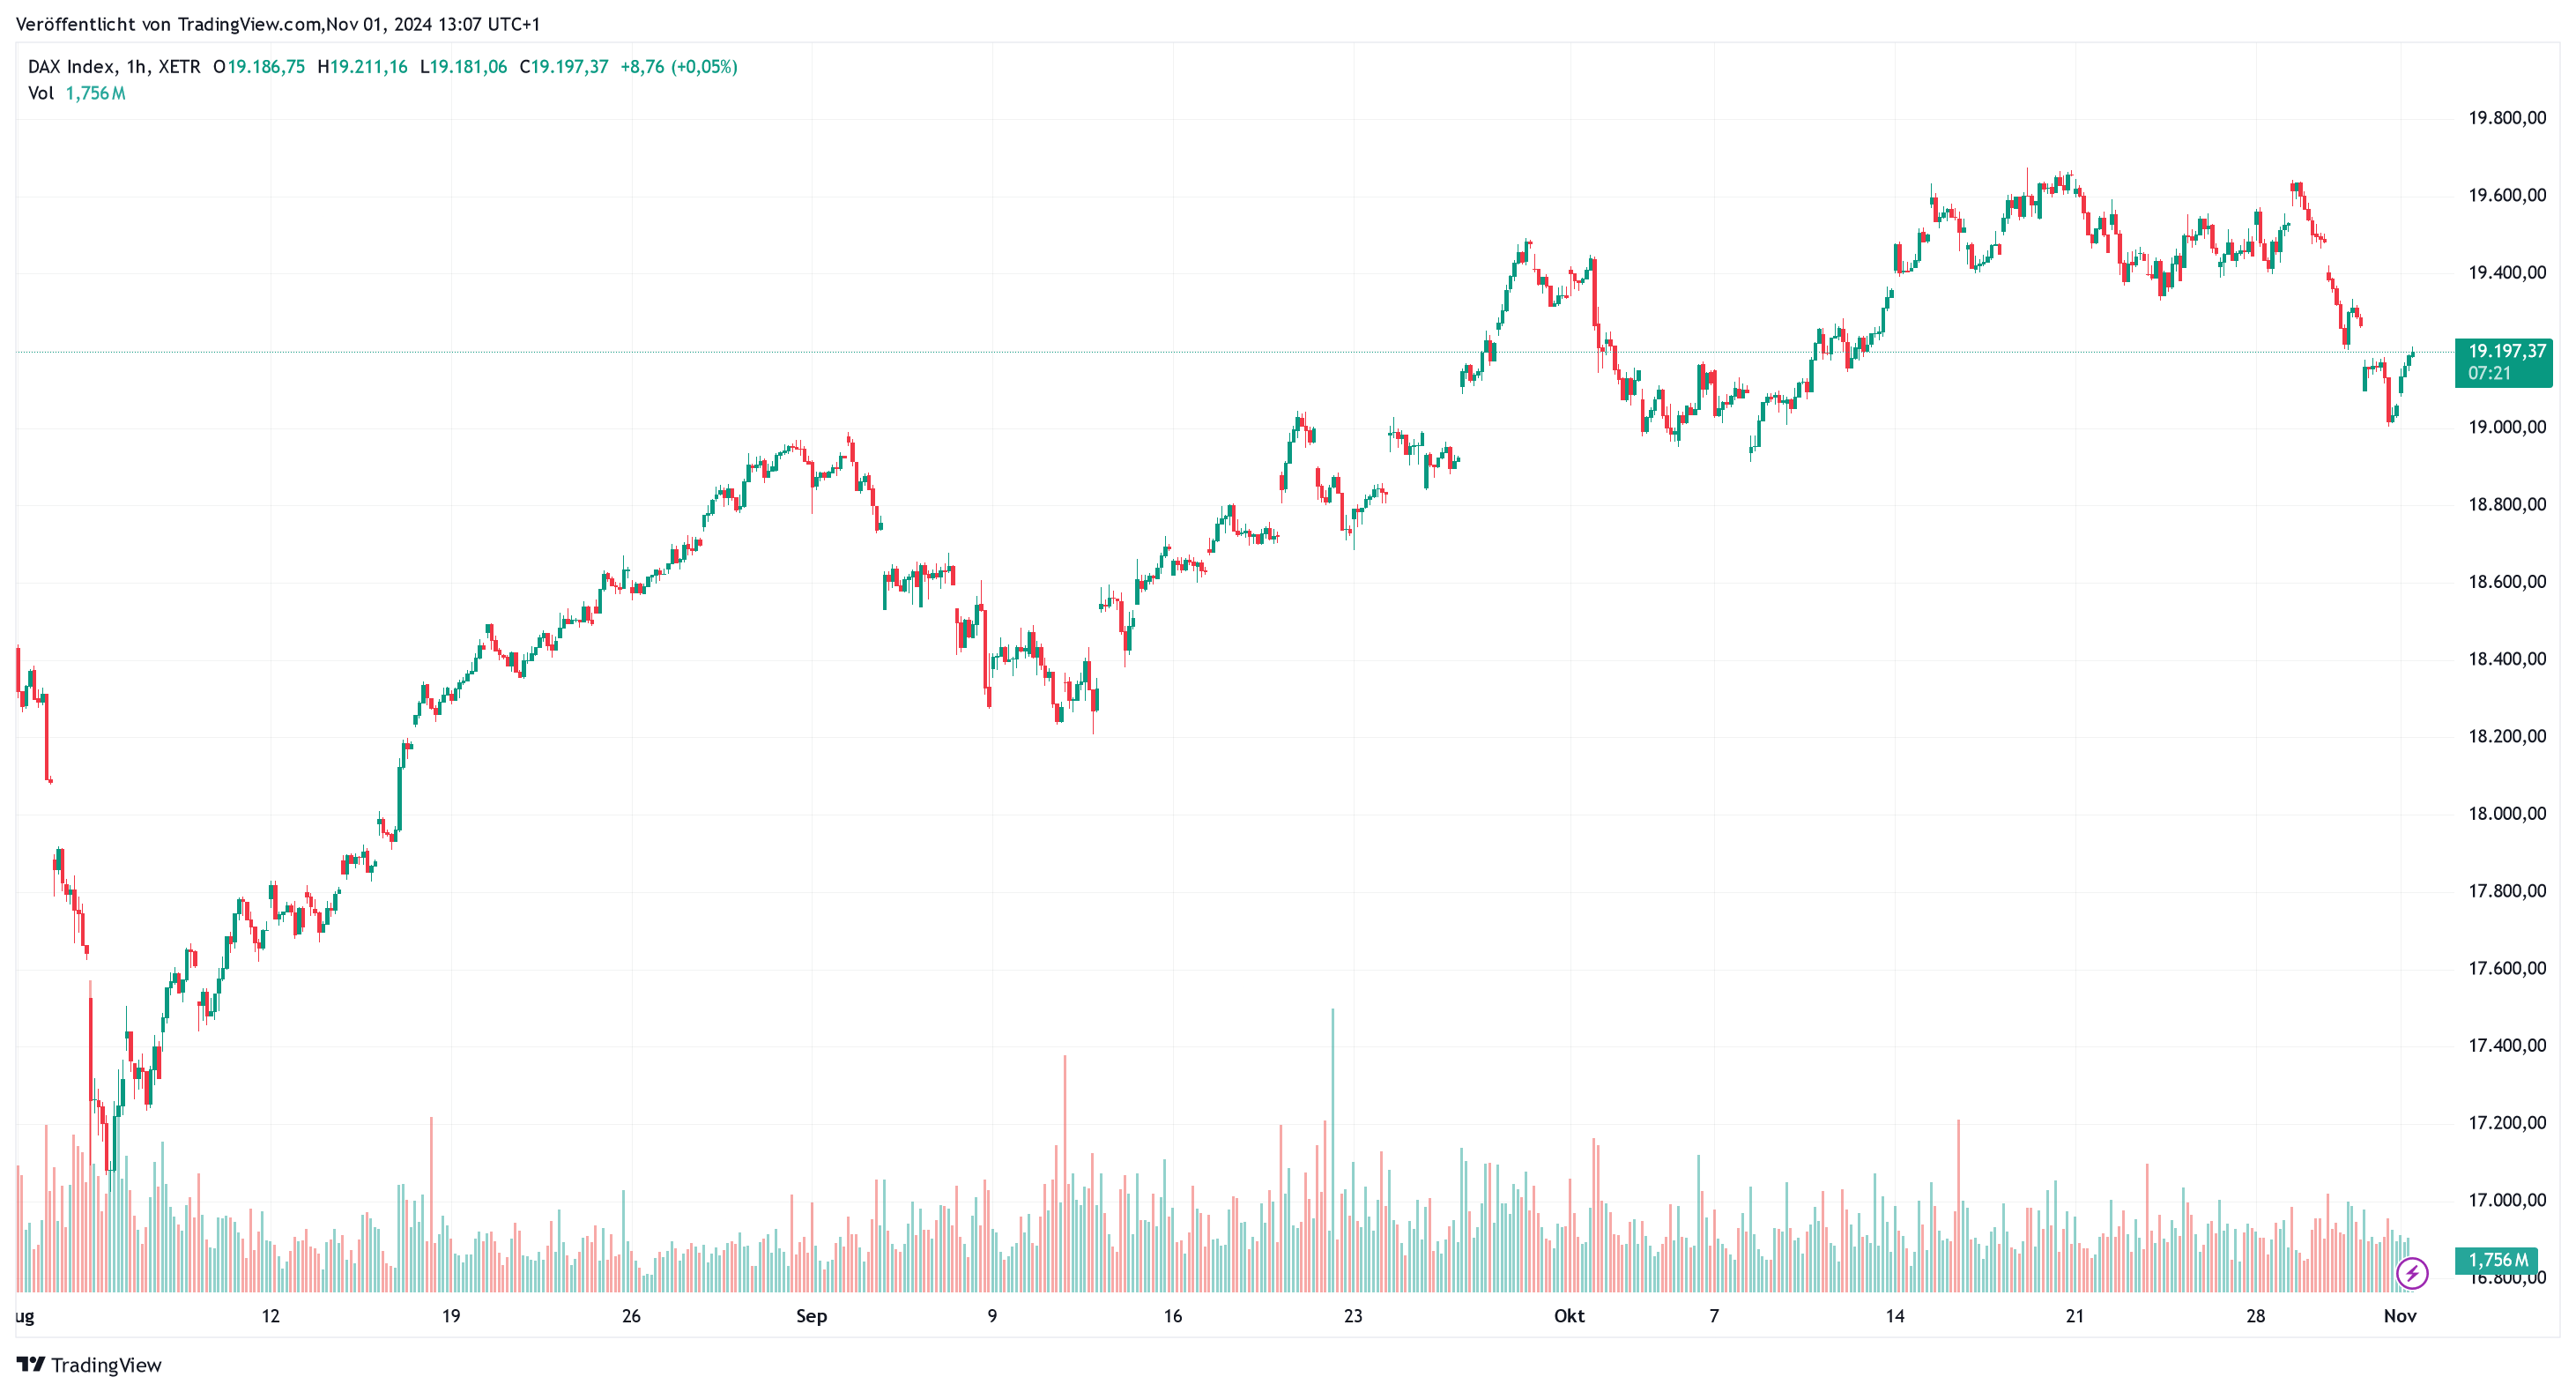 Veröffentlicht von TradingView.com,Nov 01, 2024 13:07 UTC+1
DAX Index, 1h, XETR O19.186,75 H19.211,16 L19.181,06 C19.197,37 +8,76 (+0,05%)
Vol 1,756 M
19.800,00
19.600,00
19.400,00
19.197,37
07:21
19.000,00
18.800,00
18.600,00
18.400,00
18.200,00
18.000,00
17.800,00
17.600,00
17.400,00
17.200,00
17.000,00
1,756 M
16.800,00
ug 12 19 26 Sep 9 16 23 Okt 7 14 21 28 Nov
TradingView